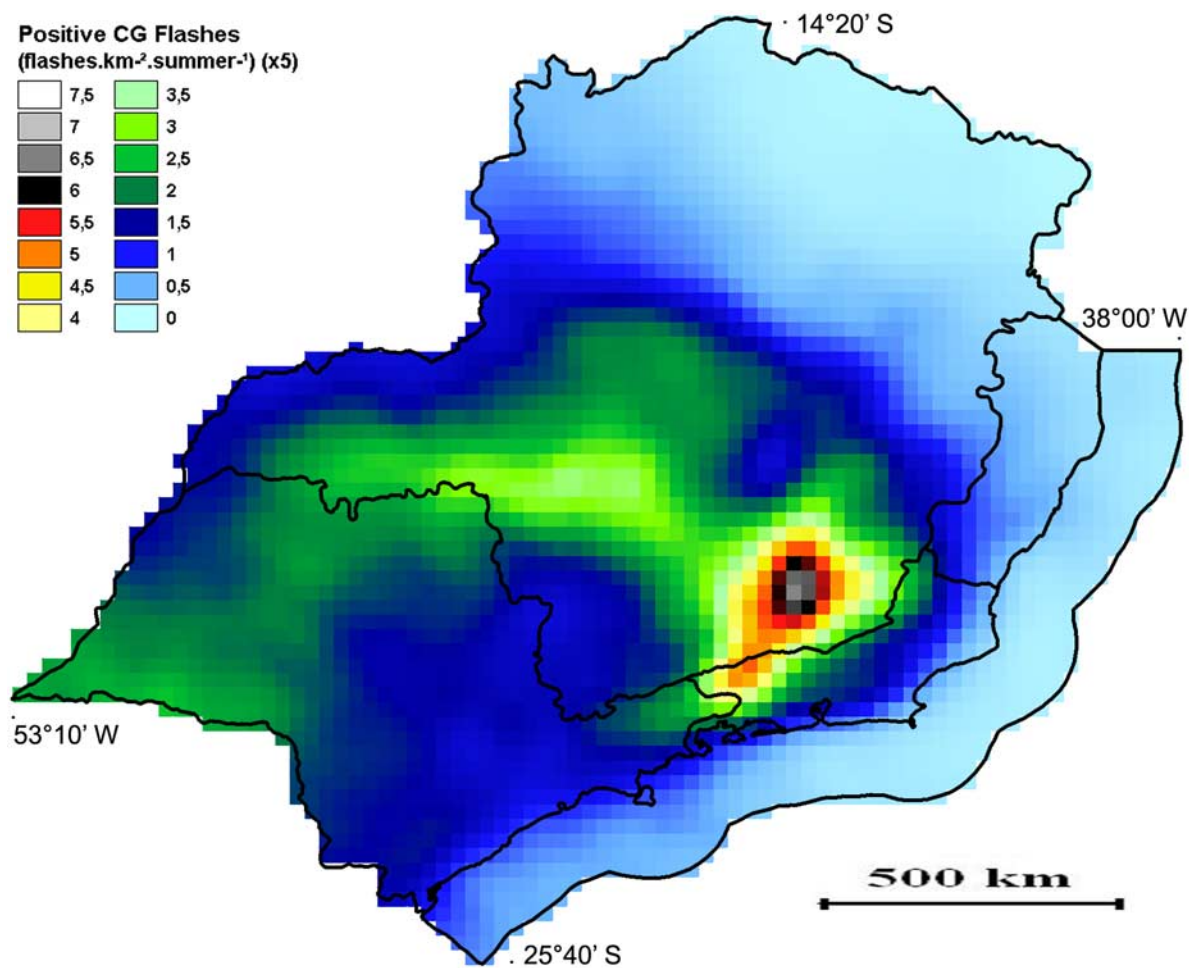 Positive CG Flashes
(flashes.km-².summer-¹) (x5)
7,5 3,5
7 3
6,5 2,5
6 2
5,5 1,5
5 1
4,5 0,5
4 0
14°20' S
38°00' W
53°10' W
500 km
25°40' S